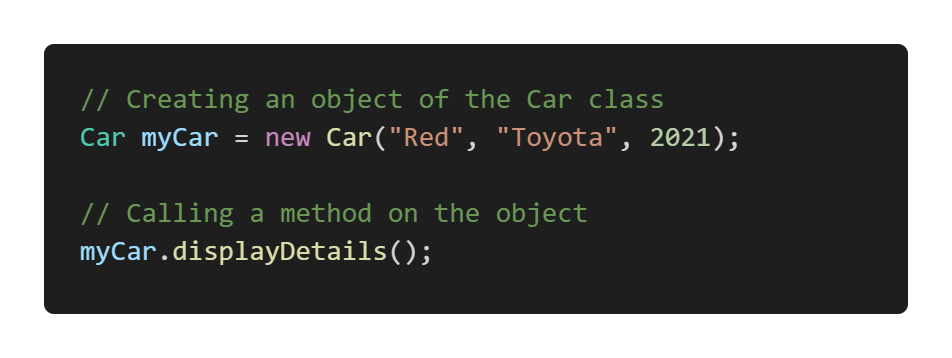 // Creating an object of the Car class
Car myCar = new Car("Red", "Toyota", 2021);
// Calling a method on the object
myCar.displayDetails();